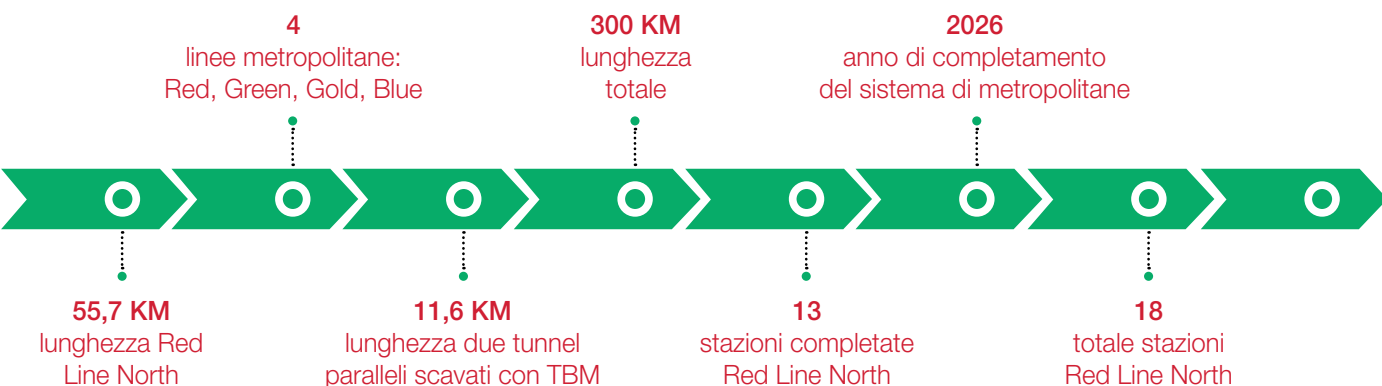 4
linee metropolitane:
Red, Green, Gold, Blue
300 KM
lunghezza
totale
2026
anno di completamento
del sistema di metropolitane
55,7 KM
lunghezza Red
Line North
11,6 KM
lunghezza due tunnel
paralleli scavati con TBM
13
stazioni completate
Red Line North
18
totale stazioni
Red Line North